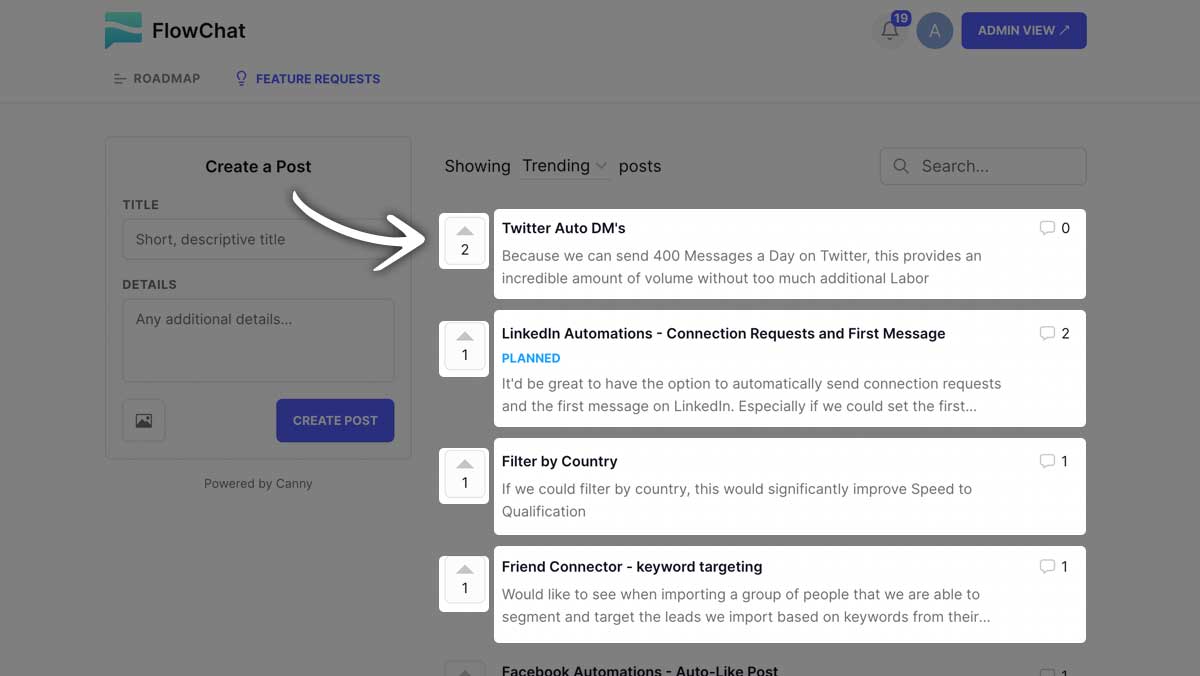 FlowChat
19
A
ADMIN VIEW ↗
ROADMAP
FEATURE REQUESTS
Create a Post
TITLE
Short, descriptive title
DETAILS
Any additional details...
CREATE POST
Powered by Canny
Showing Trending posts
Search...
2
Twitter Auto DM's
0
Because we can send 400 Messages a Day on Twitter, this provides an
incredible amount of volume without too much additional Labor
1
LinkedIn Automations - Connection Requests and First Message
2
PLANNED
It'd be great to have the option to automatically send connection requests
and the first message on LinkedIn. Especially if we could set the first...
1
Filter by Country
1
If we could filter by country, this would significantly improve Speed to
Qualification
1
Friend Connector - keyword targeting
1
Would like to see when importing a group of people that we are able to
segment and target the leads we import based on keywords from their...
Facebook Automations - Auto-Like Post
1